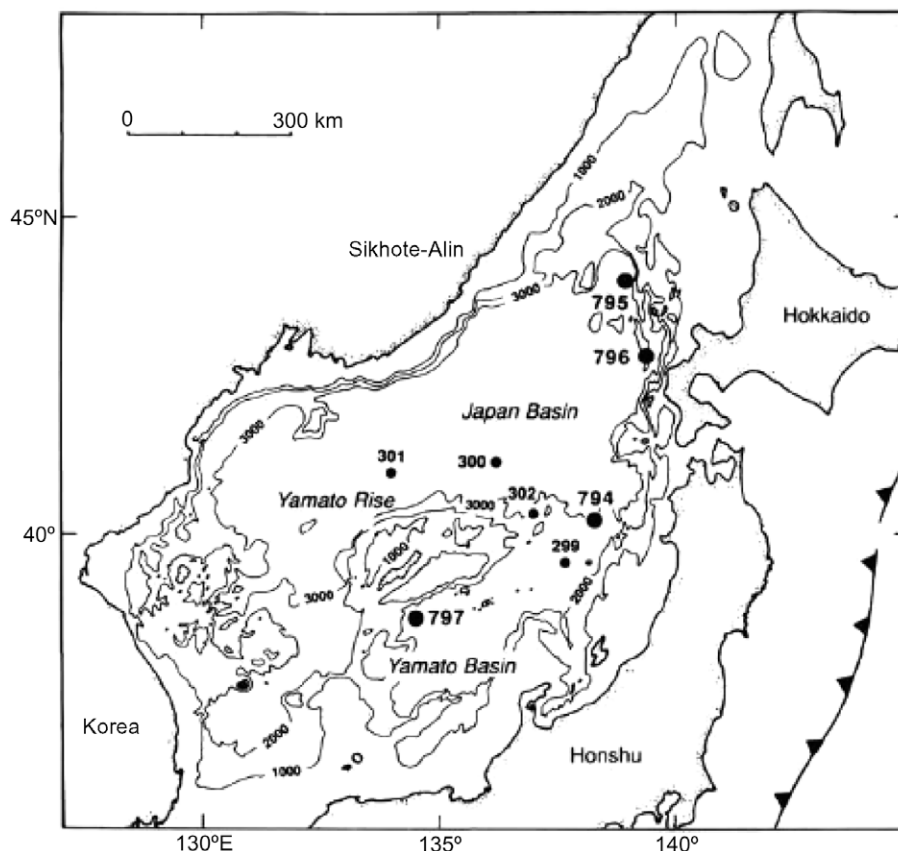 0 300 km
1000
2000
45ºN
Sikhote-Alin
3000
795
Hokkaido
796
3000
Japan Basin
301
300
302
794
Yamato Rise
3000
40º
1000
299
2000
3000
797
Yamato Basin
Korea
2000
Honshu
1000
130ºE
135º
140º